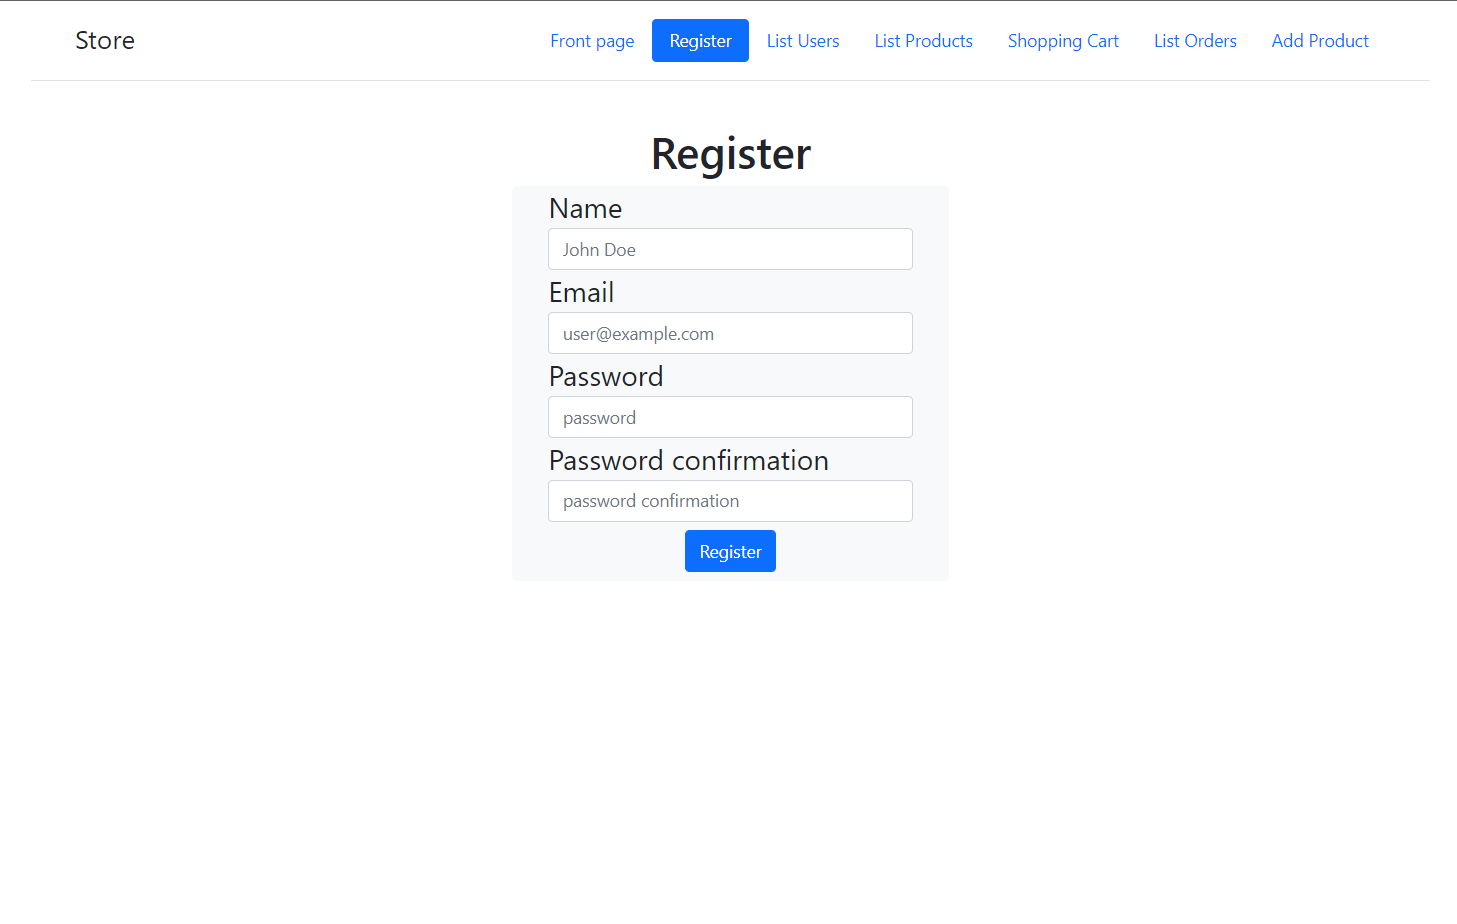 Store
Front page Register List Users List Products Shopping Cart List Orders Add Product
Register
Name
John Doe
Email
user@example.com
Password
password
Password confirmation
password confirmation
Register